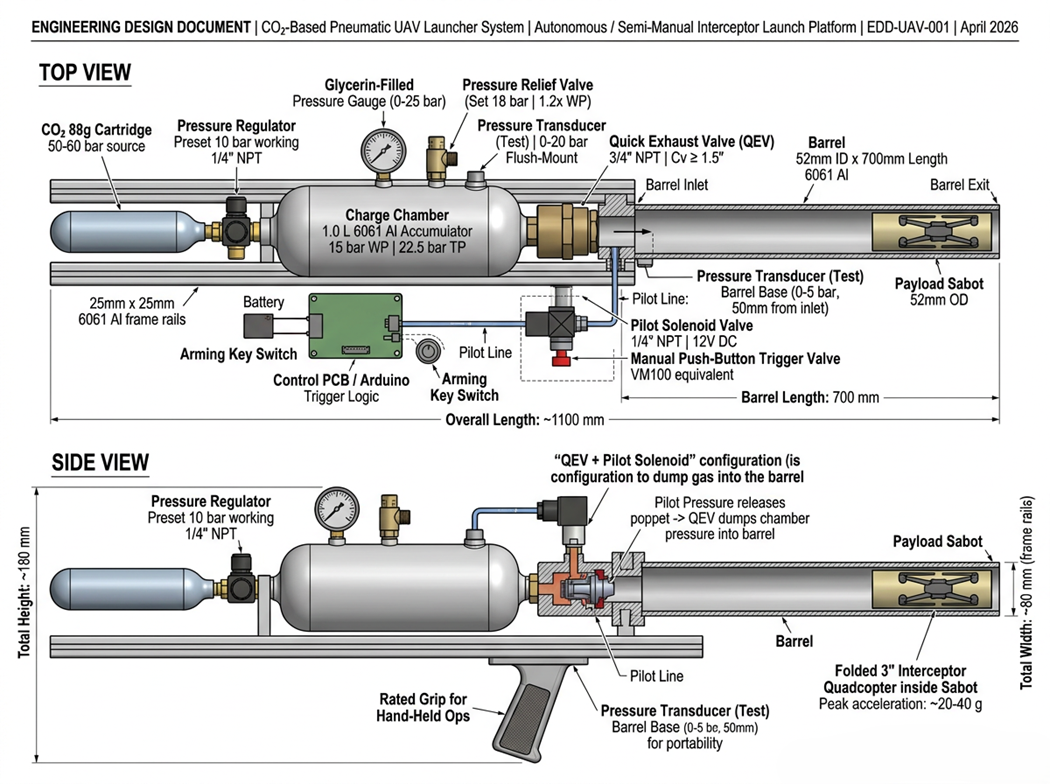 ENGINEERING DESIGN DOCUMENT | CO₂-Based Pneumatic UAV Launcher System | Autonomous / Semi-Manual Interceptor Launch Platform | EDD-UAV-001 | April 2026
TOP VIEW
Glycerin-Filled
Pressure Gauge (0-25 bar)
Pressure Relief Valve
(Set 18 bar | 1.2x WP)
CO₂ 88g Cartridge
50-60 bar source
Pressure Regulator
Preset 10 bar working
1/4" NPT
Pressure Transducer
(Test) | 0-20 bar
Flush-Mount
Quick Exhaust Valve (QEV)
3/4" NPT | Cv ≥ 1.5"
Barrel
52mm ID x 700mm Length
6061 Al
Barrel Inlet
Barrel Exit
Charge Chamber
1.0 L 6061 Al Accumulator
15 bar WP | 22.5 bar TP
25mm x 25mm
6061 Al frame rails
Battery
Arming Key Switch
Control PCB / Arduino
Trigger Logic
Arming
Key Switch
Pilot Line
Pilot Line:
Pressure Transducer (Test)
Barrel Base (0-5 bar,
50mm from inlet)
Payload Sabot
52mm OD
Pilot Solenoid Valve
1/4" NPT | 12V DC
Manual Push-Button Trigger Valve
VM100 equivalent
Barrel Length: 700 mm
Overall Length: ~1100 mm
SIDE VIEW
"QEV + Pilot Solenoid" configuration (is
configuration to dump gas into the barrel
Pressure Regulator
Preset 10 bar working
1/4" NPT
Pilot Pressure releases
poppet -> QEV dumps chamber
pressure into barrel
Payload Sabot
Total Height: ~180 mm
Total Width: ~80 mm (frame rails)
Barrel
Pilot Line
Rated Grip for
Hand-Held Ops
Pressure Transducer (Test)
Barrel Base (0-5 be, 50mm)
for portability
Folded 3" Interceptor
Quadcopter inside Sabot
Peak acceleration: ~20-40 g